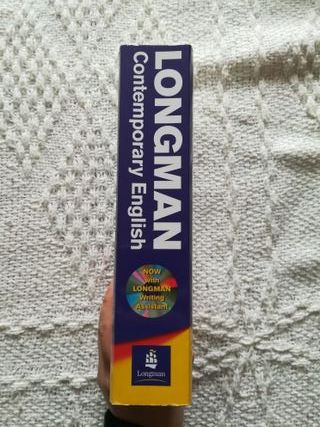 LONGMAN
Contemporary English
NOW
with
LONGMAN
Writing
Assistant
Longman